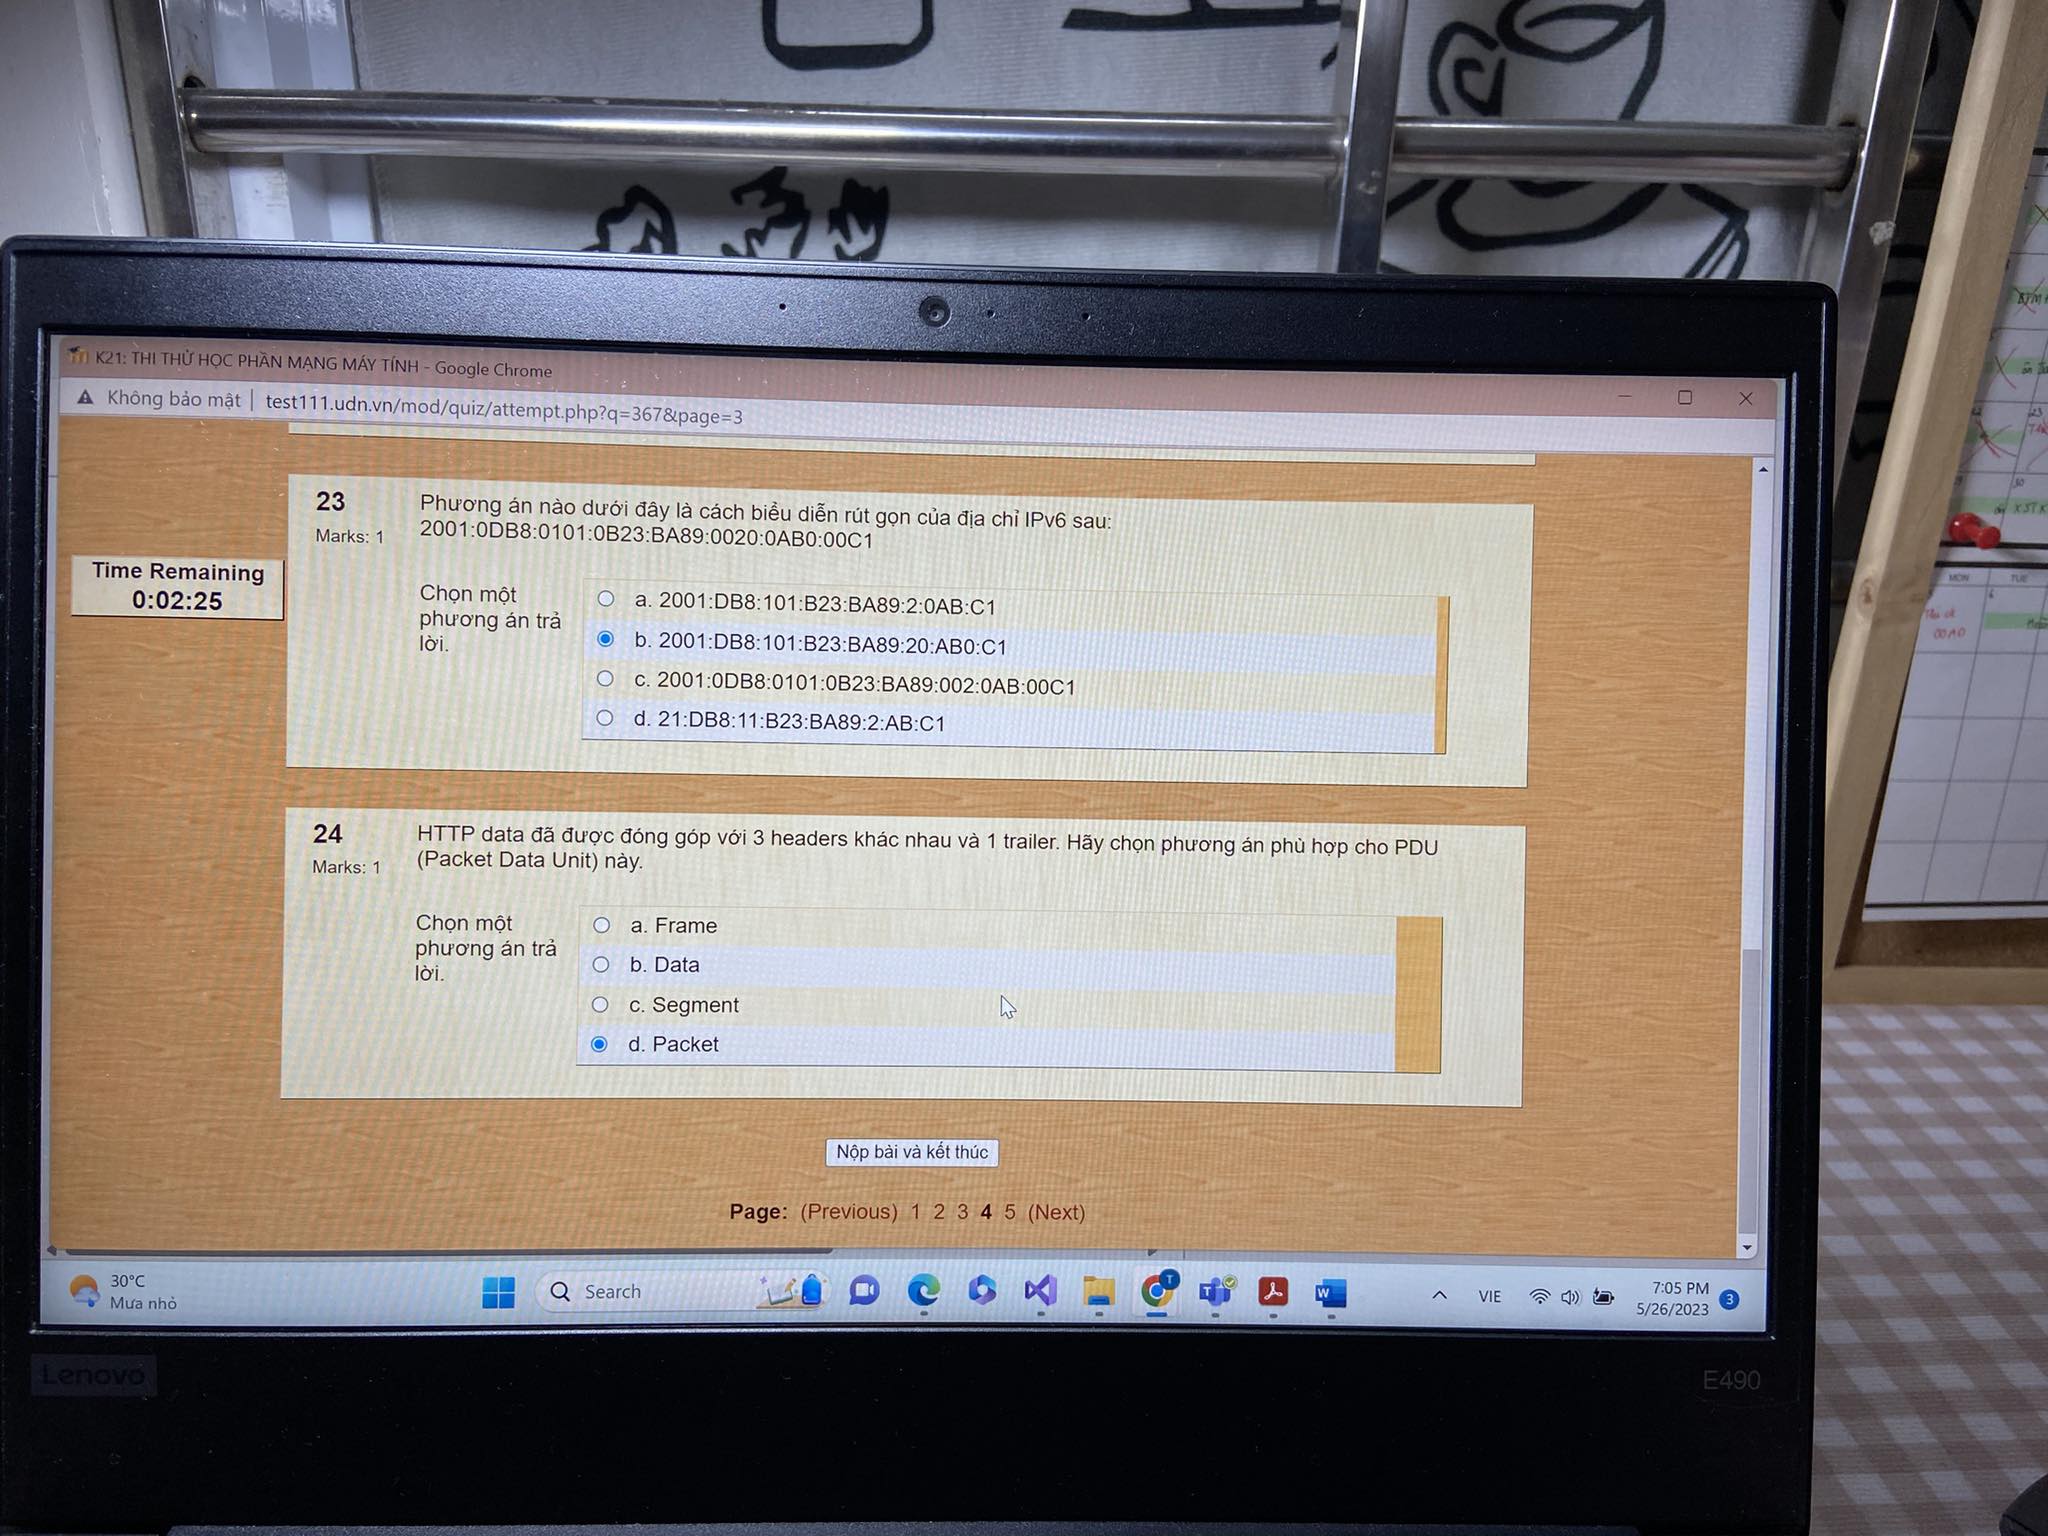 K21: THI THỬ HỌC PHẦN MẠNG MÁY TÍNH - Google Chrome
Không bảo mật | test111.udn.vn/mod/quiz/attempt.php?q=367&page=3
Time Remaining
0:02:25
23
Marks: 1
Phương án nào dưới đây là cách biểu diễn rút gọn của địa chỉ IPv6 sau:
2001:0DB8:0101:0B23:BA89:0020:0AB0:00C1
Chọn một
phương án trả
lời.
a. 2001:DB8:101:B23:BA89:2:0AB:C1
b. 2001:DB8:101:B23:BA89:20:AB0:C1
c. 2001:0DB8:0101:0B23:BA89:002:0AB:00C1
d. 21:DB8:11:B23:BA89:2:AB:C1
24
Marks: 1
HTTP data đã được đóng góp với 3 headers khác nhau và 1 trailer. Hãy chọn phương án phù hợp cho PDU
(Packet Data Unit) này.
Chọn một
phương án trả
lời.
a. Frame
b. Data
c. Segment
d. Packet
Nộp bài và kết thúc
Page: (Previous) 1 2 3 4 5 (Next)
30°C
Mưa nhỏ
Search
VIE
7:05 PM
5/26/2023
3
Lenovo
E490
MON TUE